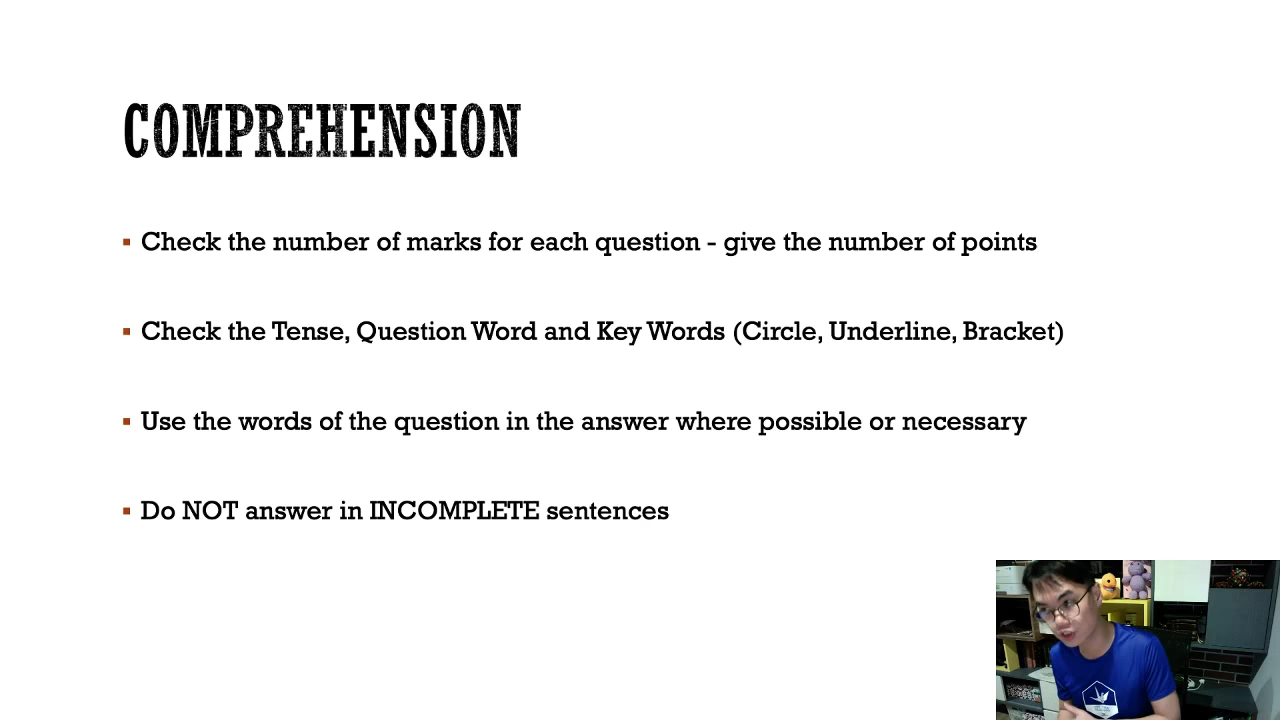 COMPREHENSION
Check the number of marks for each question - give the number of points
Check the Tense, Question Word and Key Words (Circle, Underline, Bracket)
Use the words of the question in the answer where possible or necessary
Do NOT answer in INCOMPLETE sentences